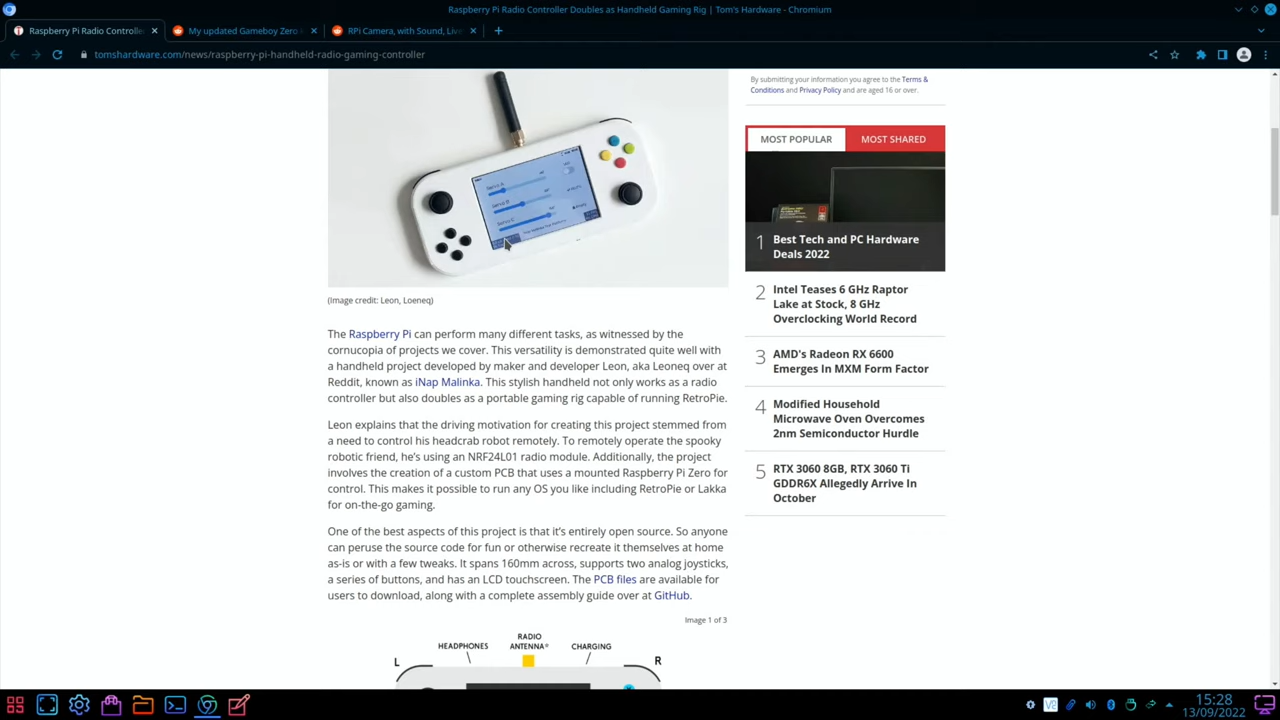 Raspberry Pi Radio Controller Doubles as Handheld Gaming Rig | Tom's Hardware - Chromium
Raspberry Pi Radio Controlle
My updated Gameboy Zero
RPi Camera, with Sound, Live
tomshardware.com/news/raspberry-pi-handheld-radio-gaming-controller
Servo A
Servo B
Servo C
(Image credit: Leon, Loeneq)
The Raspberry Pi can perform many different tasks, as witnessed by the
cornucopia of projects we cover. This versatility is demonstrated quite well with
a handheld project developed by maker and developer Leon, aka Leoneq over at
Reddit, known as iNap Malinka. This stylish handheld not only works as a radio
controller but also doubles as a portable gaming rig capable of running RetroPie.
Leon explains that the driving motivation for creating this project stemmed from
a need to control his headcrab robot remotely. To remotely operate the spooky
robotic friend, he's using an NRF24L01 radio module. Additionally, the project
involves the creation of a custom PCB that uses a mounted Raspberry Pi Zero for
control. This makes it possible to run any OS you like including RetroPie or Lakka
for on-the-go gaming.
One of the best aspects of this project is that it's entirely open source. So anyone
can peruse the source code for fun or otherwise recreate it themselves at home
as-is or with a few tweaks. It spans 160mm across, supports two analog joysticks,
a series of buttons, and has an LCD touchscreen. The PCB files are available for
users to download, along with a complete assembly guide over at GitHub.
Image 1 of 3
HEADPHONES
RADIO
ANTENNA*
CHARGING
L
R
By submitting your information you agree to the Terms &
Conditions and Privacy Policy and are aged 16 or over.
MOST POPULAR
MOST SHARED
1 Best Tech and PC Hardware
Deals 2022
2 Intel Teases 6 GHz Raptor
Lake at Stock, 8 GHz
Overclocking World Record
3 AMD's Radeon RX 6600
Emerges In MXM Form Factor
4 Modified Household
Microwave Oven Overcomes
2nm Semiconductor Hurdle
5 RTX 3060 8GB, RTX 3060 Ti
GDDR6X Allegedly Arrive In
October
15:28
13/09/2022